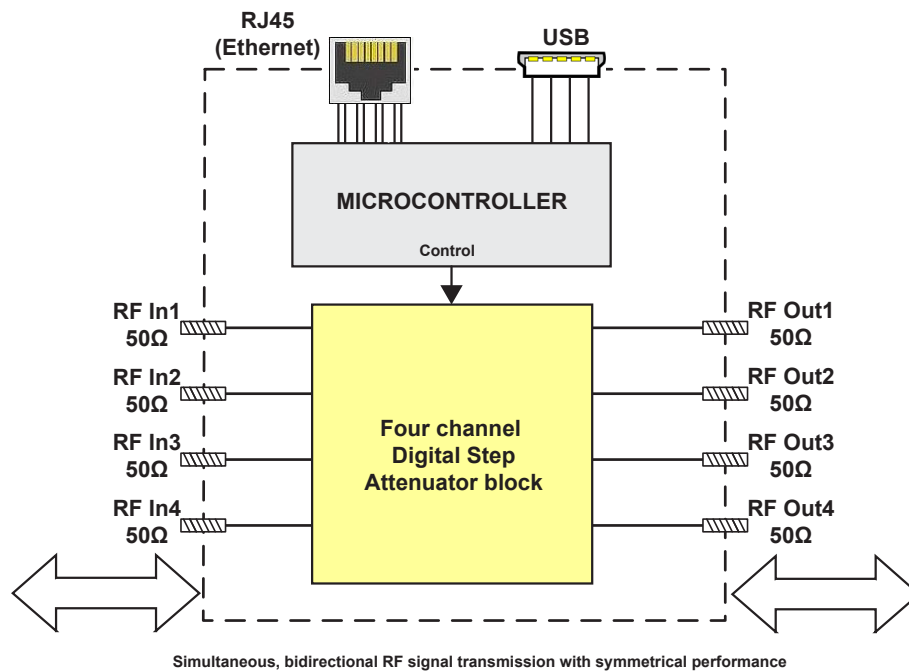 RJ45
(Ethernet)
USB
MICROCONTROLLER
Control
RF In1
50Ω
RF Out1
50Ω
RF In2
50Ω
RF Out2
50Ω
RF In3
50Ω
RF Out3
50Ω
RF In4
50Ω
RF Out4
50Ω
Four channel
Digital Step
Attenuator block
Simultaneous, bidirectional RF signal transmission with symmetrical performance